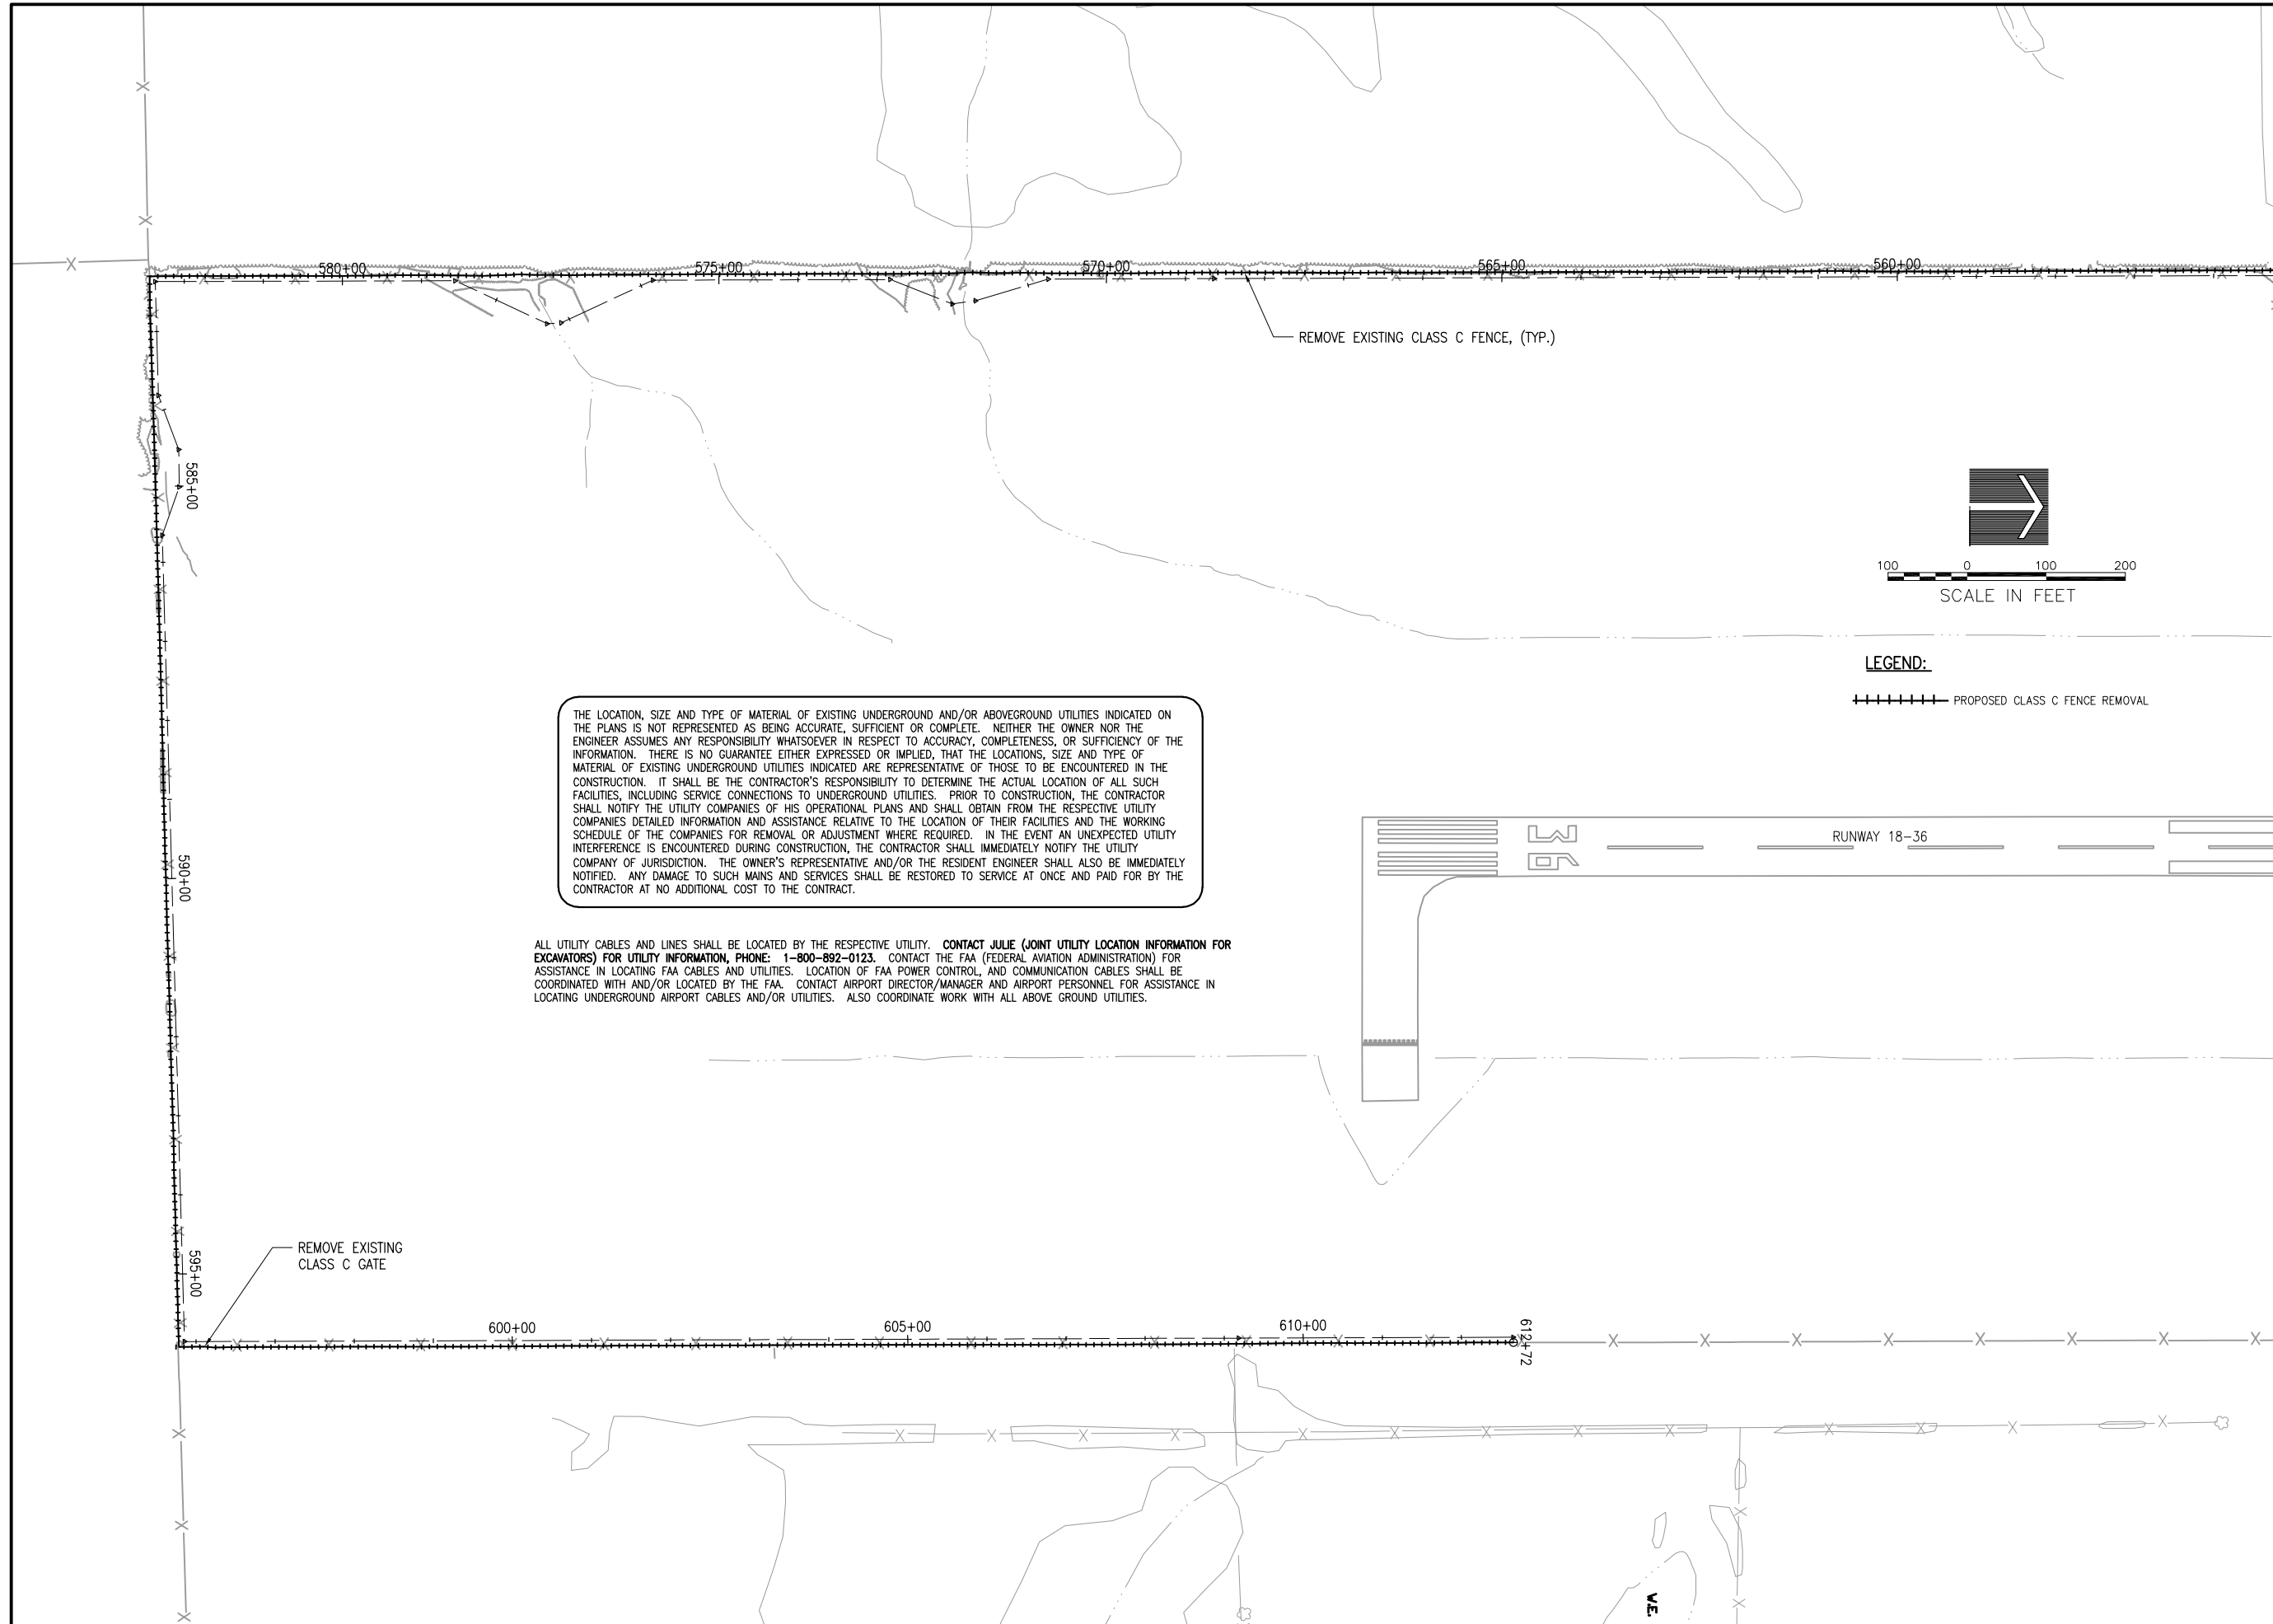 580+00
575+00
570+00
565+00
560+00
REMOVE EXISTING CLASS C FENCE, (TYP.)
585+00
100 0 100 200
SCALE IN FEET
LEGEND:
PROPOSED CLASS C FENCE REMOVAL
THE LOCATION, SIZE AND TYPE OF MATERIAL OF EXISTING UNDERGROUND AND/OR ABOVEGROUND UTILITIES INDICATED ON
THE PLANS IS NOT REPRESENTED AS BEING ACCURATE, SUFFICIENT OR COMPLETE. NEITHER THE OWNER NOR THE
ENGINEER ASSUMES ANY RESPONSIBILITY WHATSOEVER IN RESPECT TO ACCURACY, COMPLETENESS, OR SUFFICIENCY OF THE
INFORMATION. THERE IS NO GUARANTEE EITHER EXPRESSED OR IMPLIED, THAT THE LOCATIONS, SIZE AND TYPE OF
MATERIAL OF EXISTING UNDERGROUND UTILITIES INDICATED ARE REPRESENTATIVE OF THOSE TO BE ENCOUNTERED IN THE
CONSTRUCTION. IT SHALL BE THE CONTRACTOR'S RESPONSIBILITY TO DETERMINE THE ACTUAL LOCATION OF ALL SUCH
FACILITIES, INCLUDING SERVICE CONNECTIONS TO UNDERGROUND UTILITIES. PRIOR TO CONSTRUCTION, THE CONTRACTOR
SHALL NOTIFY THE UTILITY COMPANIES OF HIS OPERATIONAL PLANS AND SHALL OBTAIN FROM THE RESPECTIVE UTILITY
COMPANIES DETAILED INFORMATION AND ASSISTANCE RELATIVE TO THE LOCATION OF THEIR FACILITIES AND THE WORKING
SCHEDULE OF THE COMPANIES FOR REMOVAL OR ADJUSTMENT WHERE REQUIRED. IN THE EVENT AN UNEXPECTED UTILITY
INTERFERENCE IS ENCOUNTERED DURING CONSTRUCTION, THE CONTRACTOR SHALL IMMEDIATELY NOTIFY THE UTILITY
COMPANY OF JURISDICTION. THE OWNER'S REPRESENTATIVE AND/OR THE RESIDENT ENGINEER SHALL ALSO BE IMMEDIATELY
NOTIFIED. ANY DAMAGE TO SUCH MAINS AND SERVICES SHALL BE RESTORED TO SERVICE AT ONCE AND PAID FOR BY THE
CONTRACTOR AT NO ADDITIONAL COST TO THE CONTRACT.
36
RUNWAY 18-36
590+00
ALL UTILITY CABLES AND LINES SHALL BE LOCATED BY THE RESPECTIVE UTILITY. CONTACT JULIE (JOINT UTILITY LOCATION INFORMATION FOR
EXCAVATORS) FOR UTILITY INFORMATION, PHONE: 1-800-892-0123. CONTACT THE FAA (FEDERAL AVIATION ADMINISTRATION) FOR
ASSISTANCE IN LOCATING FAA CABLES AND UTILITIES. LOCATION OF FAA POWER CONTROL, AND COMMUNICATION CABLES SHALL BE
COORDINATED WITH AND/OR LOCATED BY THE FAA. CONTACT AIRPORT DIRECTOR/MANAGER AND AIRPORT PERSONNEL FOR ASSISTANCE IN
LOCATING UNDERGROUND AIRPORT CABLES AND/OR UTILITIES. ALSO COORDINATE WORK WITH ALL ABOVE GROUND UTILITIES.
REMOVE EXISTING
CLASS C GATE
595+00
600+00
605+00
610+00
612+72
W.E.